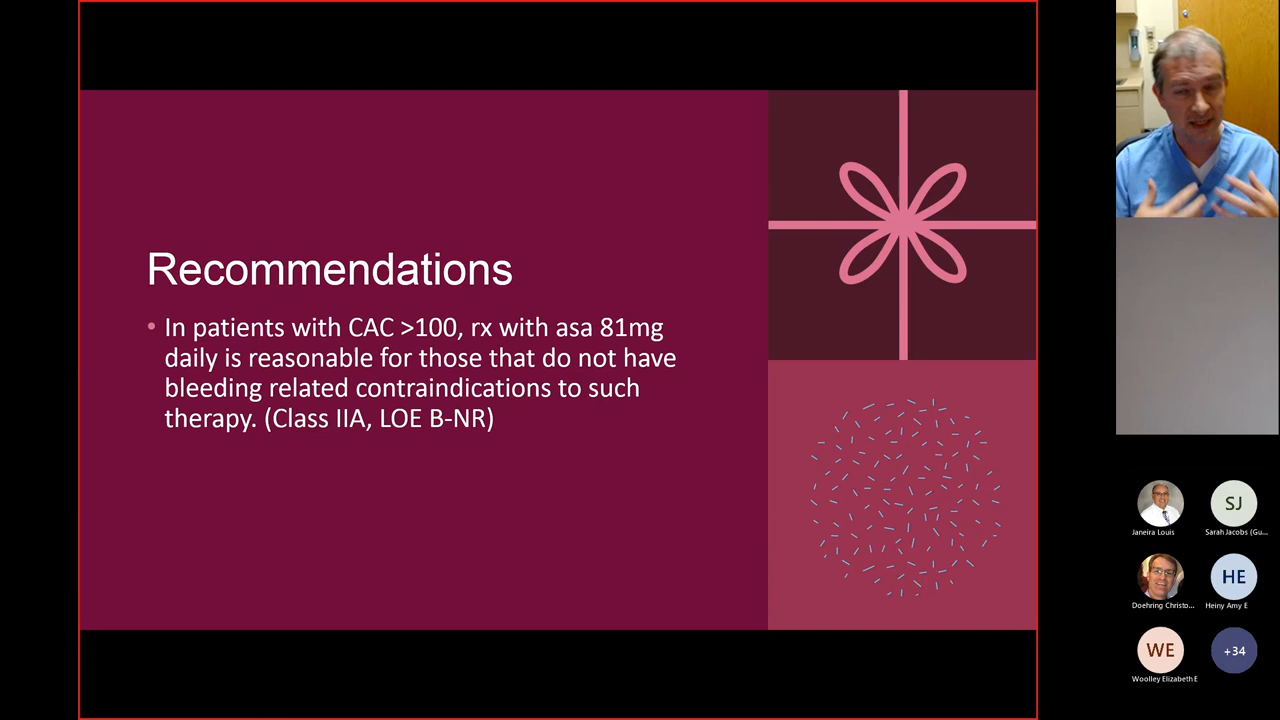 Recommendations
• In patients with CAC >100, rx with asa 81mg
daily is reasonable for those that do not have
bleeding related contraindications to such
therapy. (Class IIA, LOE B-NR)
SJ
Janeira Louis
Sarah Jacobs (Gu...
HE
Doehring Christo...
Heiny Amy E
WE
+34
Woolley Elizabeth E